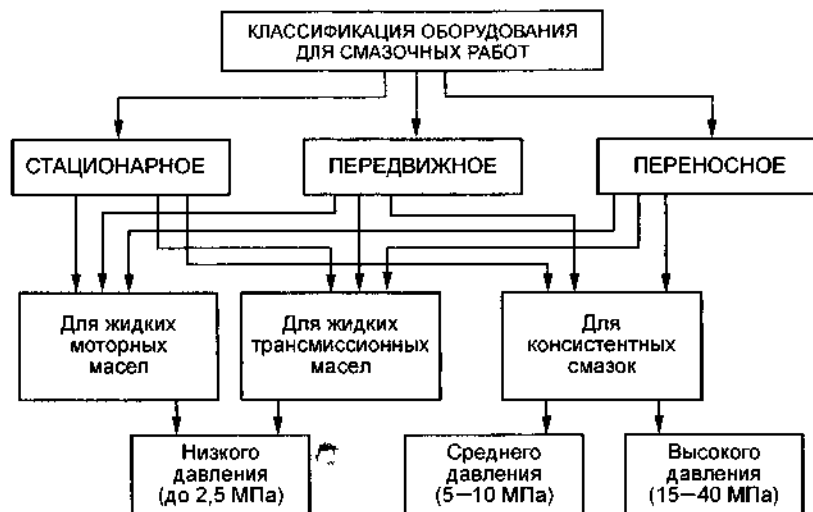 КЛАССИФИКАЦИЯ ОБОРУДОВАНИЯ
ДЛЯ СМАЗОЧНЫХ РАБОТ
СТАЦИОНАРНОЕ
ПЕРЕДВИЖНОЕ
ПЕРЕНОСНОЕ
Для жидких
моторных
масел
Для жидких
трансмиссионных
масел
Для
консистентных
смазок
Низкого
давления
(до 2,5 МПа)
Среднего
давления
(5—10 МПа)
Высокого
давления
(15—40 МПа)